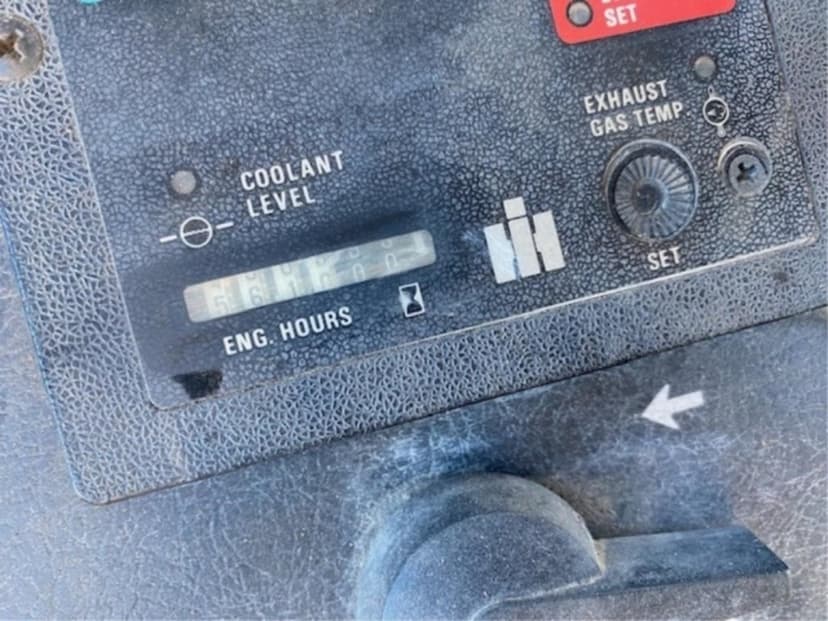 SET
EXHAUST
GAS TEMP.
COOLANT
LEVEL
SET
ENG. HOURS